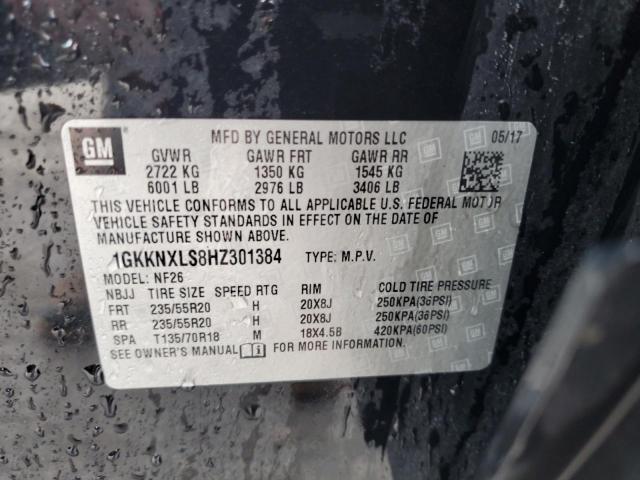 GM
MFD BY GENERAL MOTORS LLC 05/17
GVWR GAWR FRT GAWR RR
2722 KG 1350 KG 1545 KG
6001 LB 2976 LB 3406 LB
THIS VEHICLE CONFORMS TO ALL APPLICABLE U.S. FEDERAL MOTOR
VEHICLE SAFETY STANDARDS IN EFFECT ON THE DATE OF
MANUFACTURE SHOWN ABOVE.
1GKKNXLS8HZ301384 TYPE: M.P.V.
MODEL: NF26
NBJJ TIRE SIZE SPEED RTG RIM COLD TIRE PRESSURE
FRT 235/55R20 H 20X8J 250KPA(36PSI)
RR 235/55R20 H 20X8J 250KPA(36PSI)
SPA T135/70R18 M 18X4.5B 420KPA(60PSI)
SEE OWNER'S MANUAL FOR MORE INFORMATION.